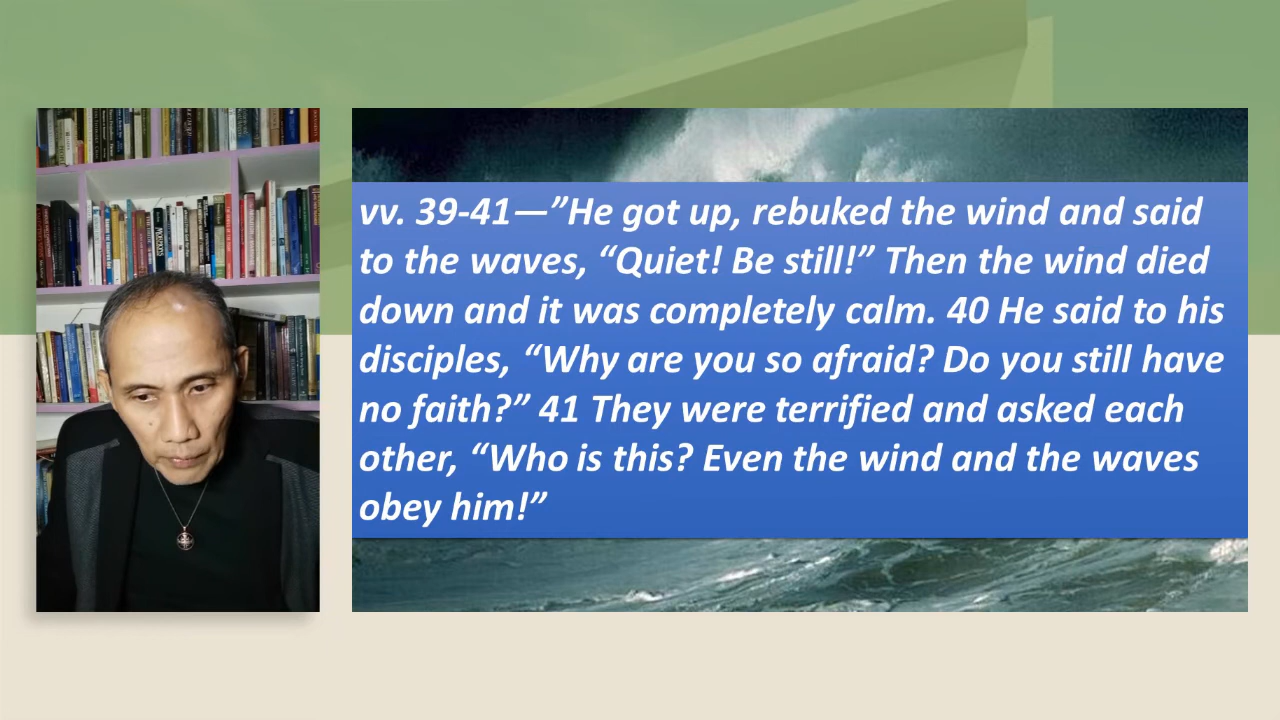 vv. 39-41—”He got up, rebuked the wind and said
to the waves, “Quiet! Be still!” Then the wind died
down and it was completely calm. 40 He said to his
disciples, “Why are you so afraid? Do you still have
no faith?” 41 They were terrified and asked each
other, “Who is this? Even the wind and the waves
obey him!”